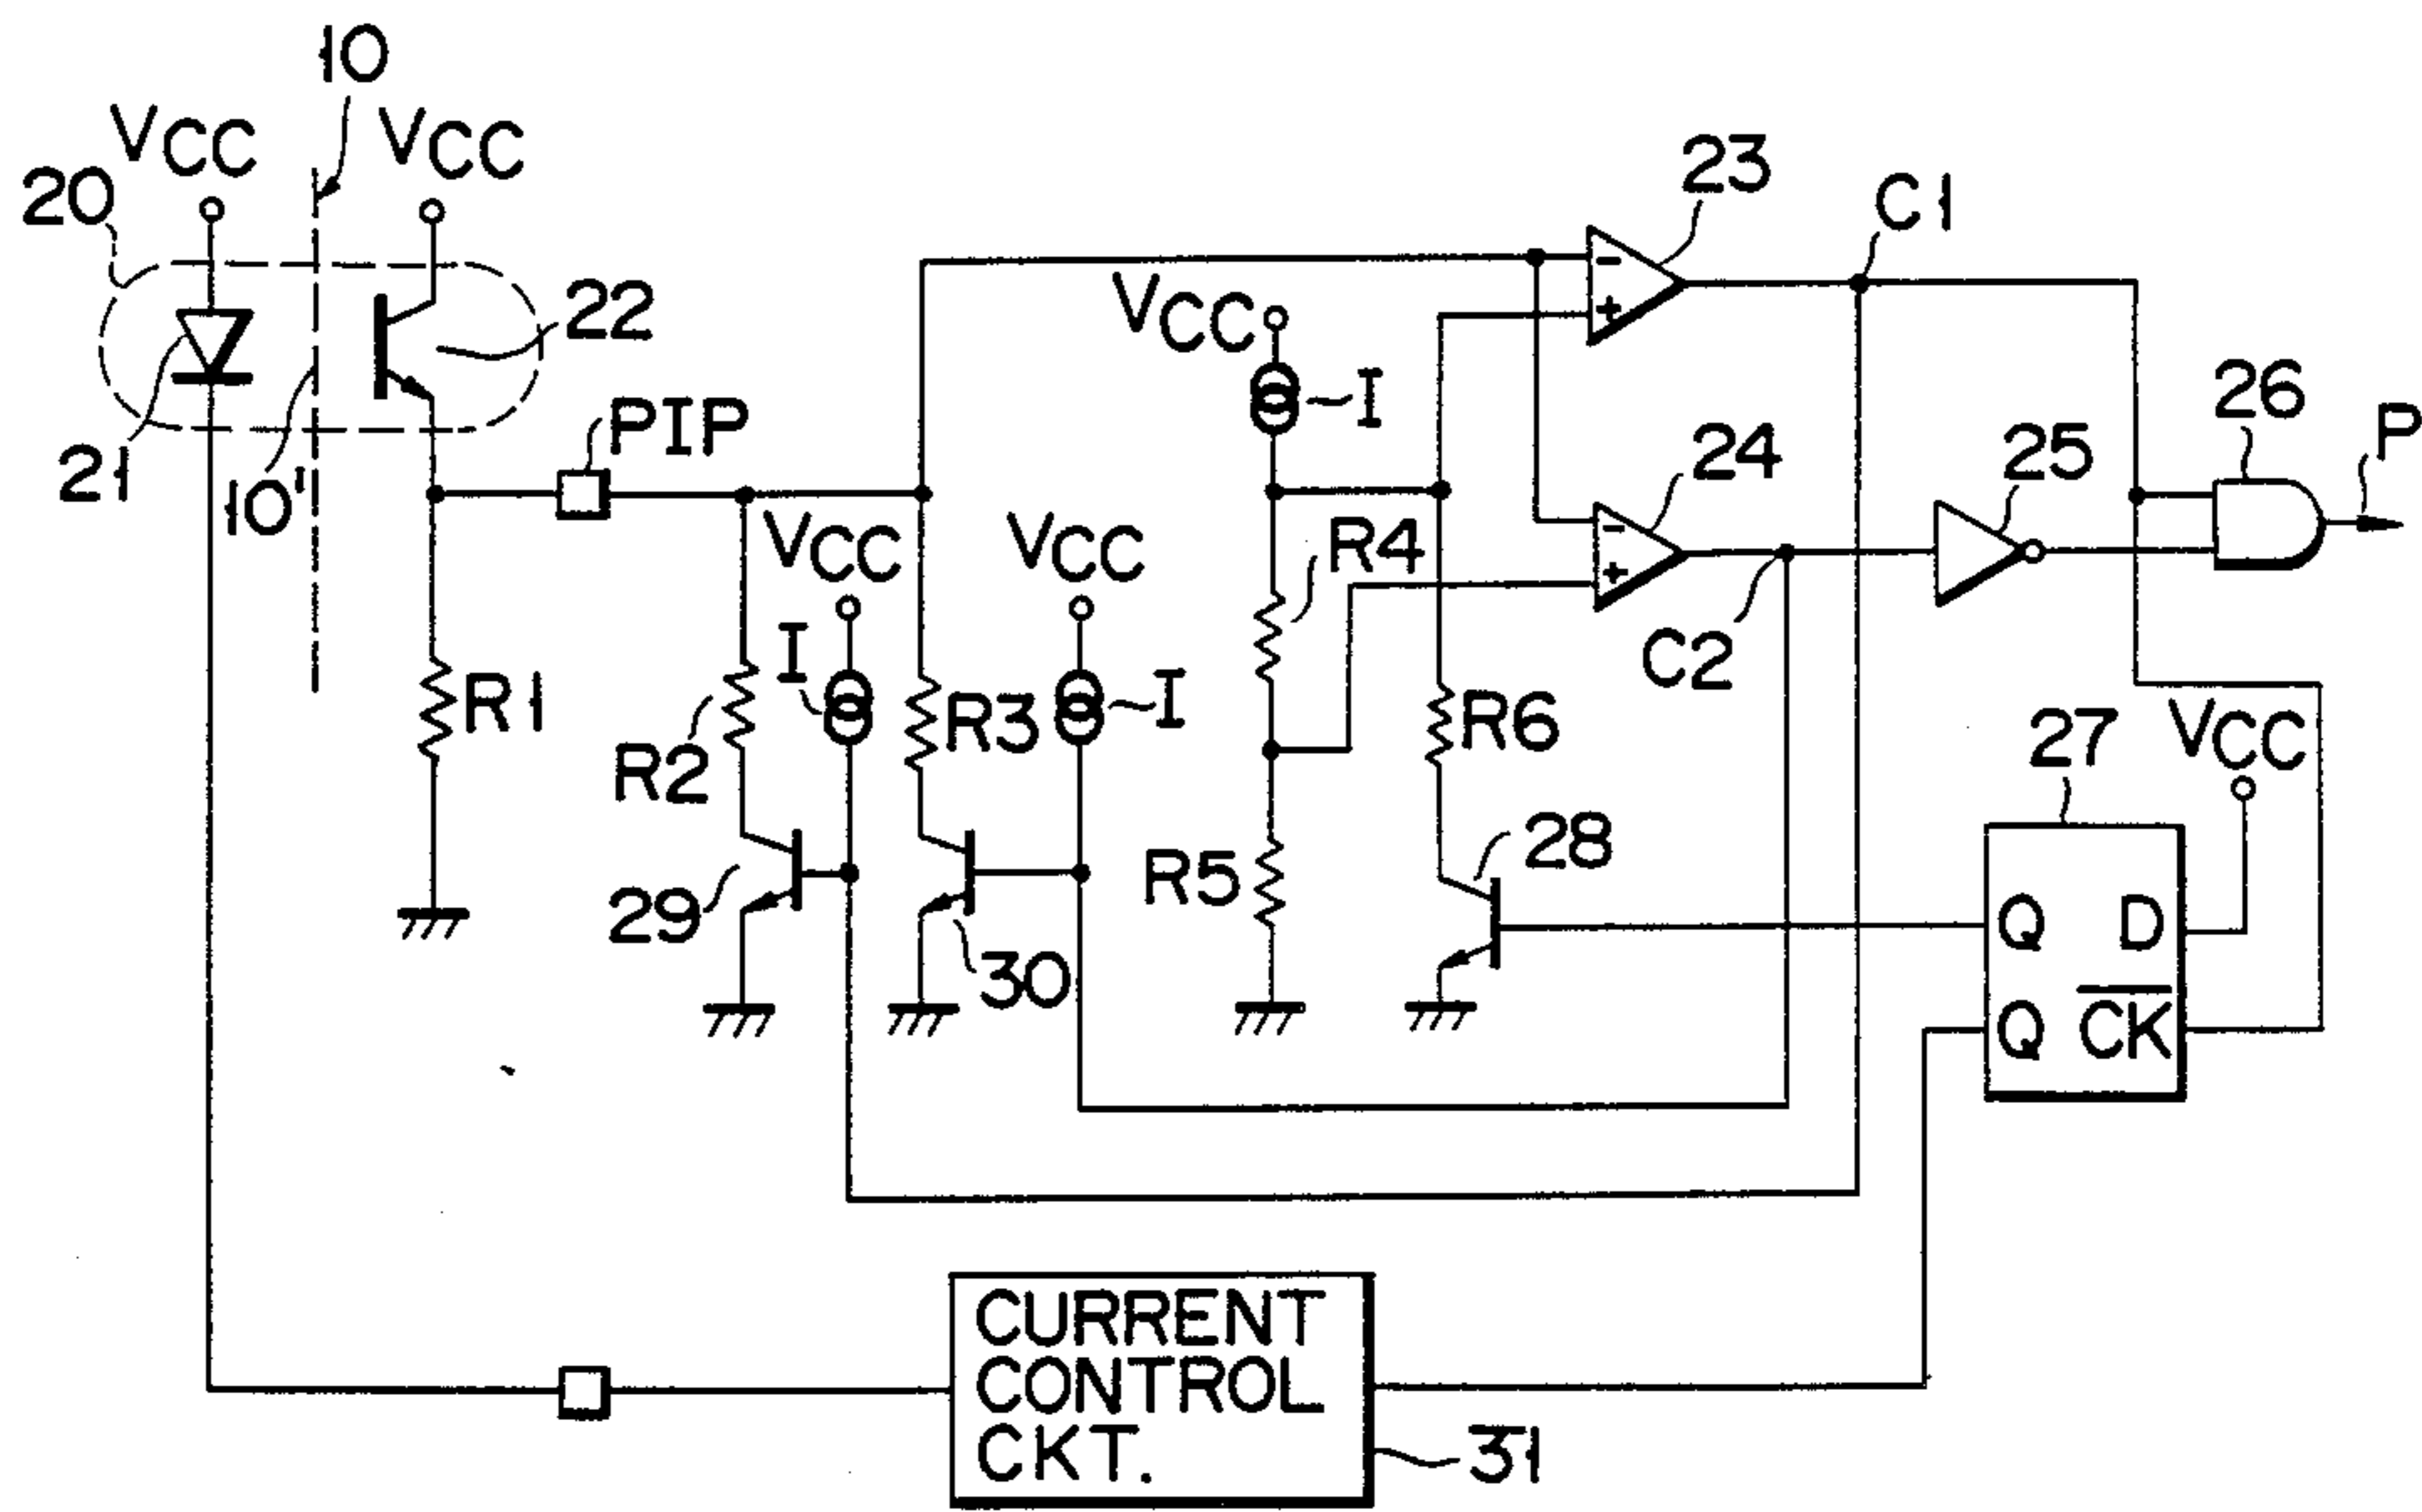 10
VCC
VCC
20
23
C1
22
VCC
26
I
P
PIP
24
25
21
10'
R4
VCC
VCC
I
C2
R1
R3
I
R6
R2
27
VCC
28
R5
29
Q D
30
Q CK
CURRENT
CONTROL
CKT.
31